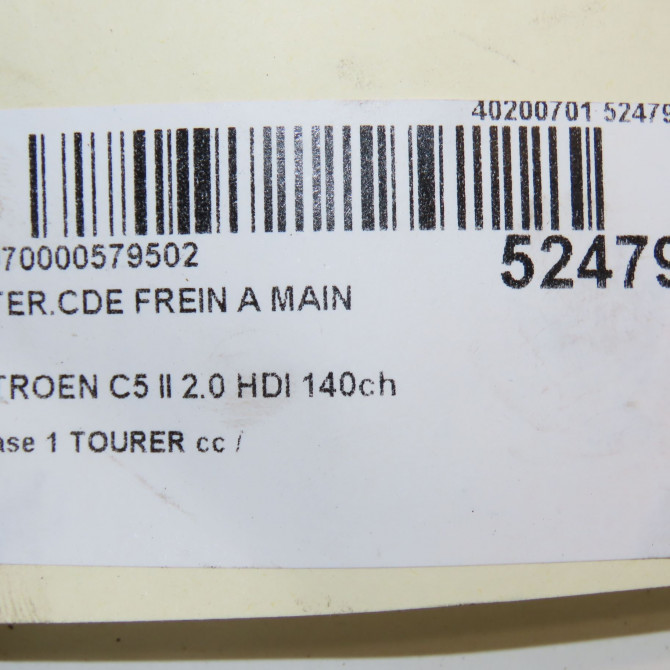 40200701 52479
70000579502
52479
TER.CDE FREIN A MAIN
TROEN C5 II 2.0 HDI 140ch
ase 1 TOURER cc /